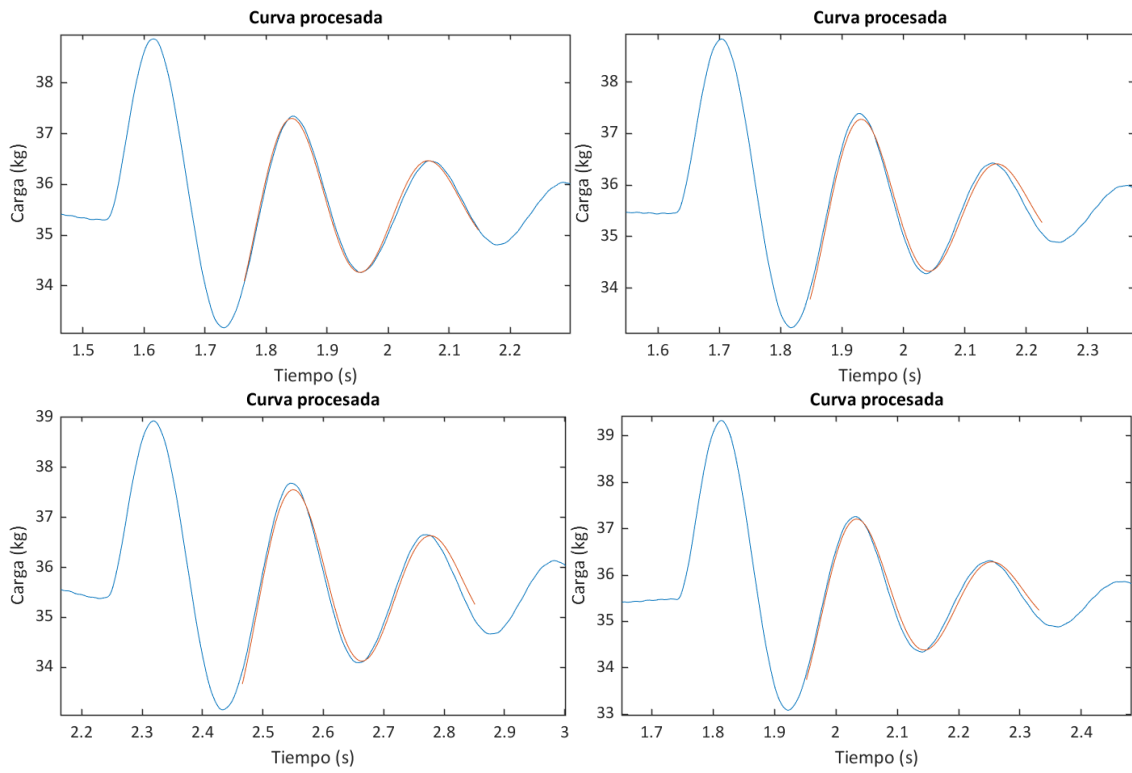 Curva procesada
Carga (kg)
39
38
37
36
35
34
1.5 1.6 1.7 1.8 1.9 2 2.1 2.2
Tiempo (s)
Curva procesada
Carga (kg)
38
37
36
35
34
1.6 1.7 1.8 1.9 2 2.1 2.2 2.3
Tiempo (s)
Curva procesada
Carga (kg)
39
38
37
36
35
34
2.2 2.3 2.4 2.5 2.6 2.7 2.8 2.9 3
Tiempo (s)
Curva procesada
Carga (kg)
39
38
37
36
35
34
33
1.7 1.8 1.9 2 2.1 2.2 2.3 2.4
Tiempo (s)